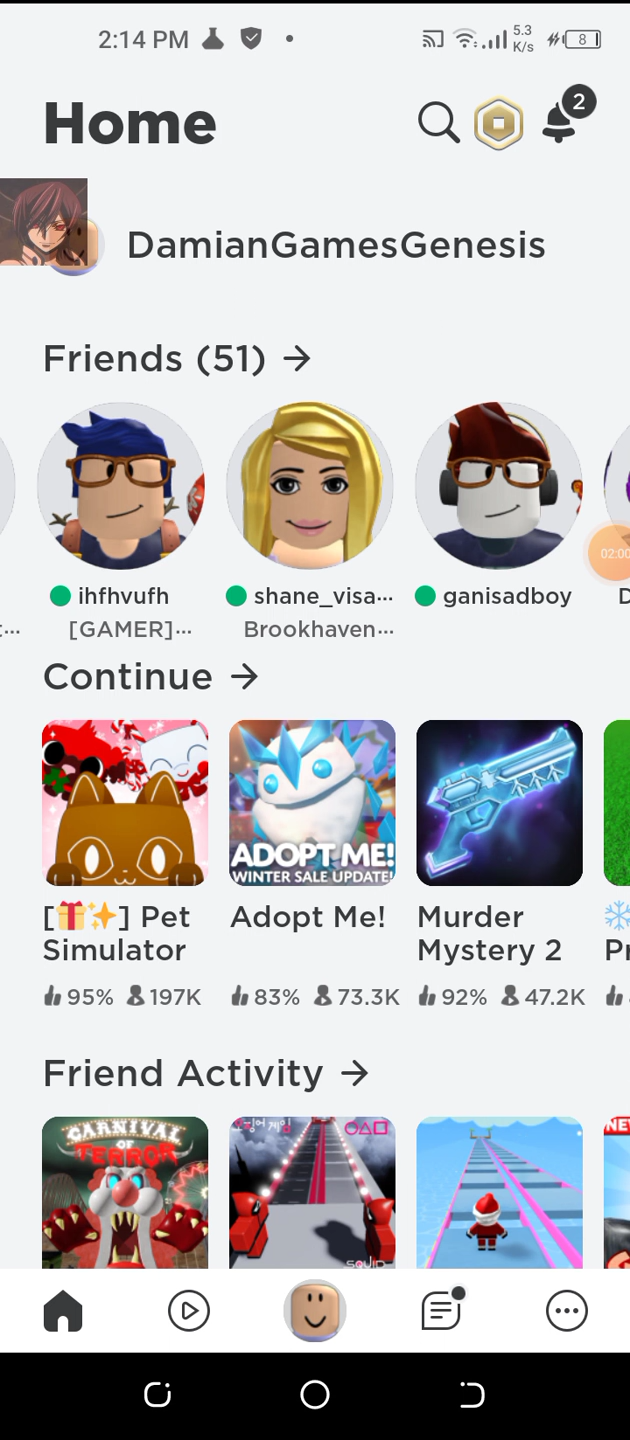 2:14 PM
5.3
K/s
8
Home
2
DamianGamesGenesis
Friends (51)
02:00
ihfhvufh
shane_visa...
ganisadboy
[GAMER]...
Brookhaven...
Continue
ADOPT ME!
WINTER SALE UPDATE!
[🎁✨] Pet
Simulator
Adopt Me!
Murder
Mystery 2
95% 197K
83% 73.3K
92% 47.2K
Friend Activity
CARNIVAL
OF
TERROR